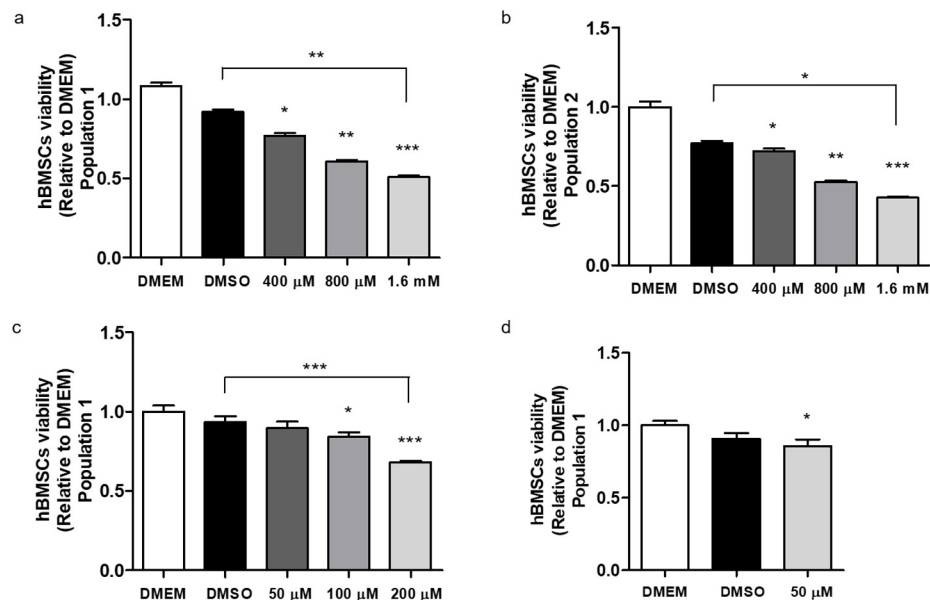 a
hBMSCs viability
(Relative to DMEM)
Population 1
1.5
1.0
0.5
0.0
**
*
**
***
DMEM DMSO 400 μM 800 μM 1.6 mM
b
hBMSCs viability
(Relative to DMEM)
Population 2
1.5
1.0
0.5
0.0
*
*
**
***
DMEM DMSO 400 μM 800 μM 1.6 mM
c
hBMSCs viability
(Relative to DMEM)
Population 1
1.5
1.0
0.5
0.0
***
*
***
DMEM DMSO 50 μM 100 μM 200 μM
d
hBMSCs viability
(Relative to DMEM)
Population 1
1.5
1.0
0.5
0.0
*
DMEM DMSO 50 μM